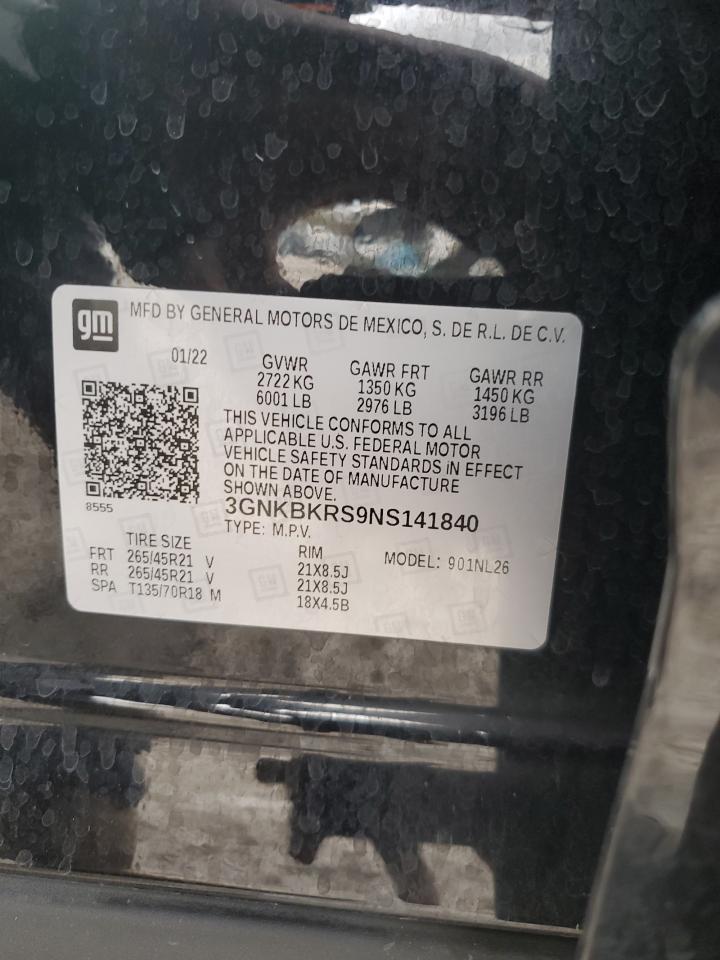 gm
MFD BY GENERAL MOTORS DE MEXICO, S. DE R.L. DE C.V.
01/22 GVWR GAWR FRT GAWR RR
2722 KG 1350 KG 1450 KG
6001 LB 2976 LB 3196 LB
THIS VEHICLE CONFORMS TO ALL
APPLICABLE U.S. FEDERAL MOTOR
VEHICLE SAFETY STANDARDS IN EFFECT
ON THE DATE OF MANUFACTURE
SHOWN ABOVE.
8555
3GNKBKRS9NS141840
TYPE: M.P.V.
TIRE SIZE RIM MODEL: 901NL26
FRT 265/45R21 V 21X8.5J
RR 265/45R21 V 21X8.5J
SPA T135/70R18 M 18X4.5B